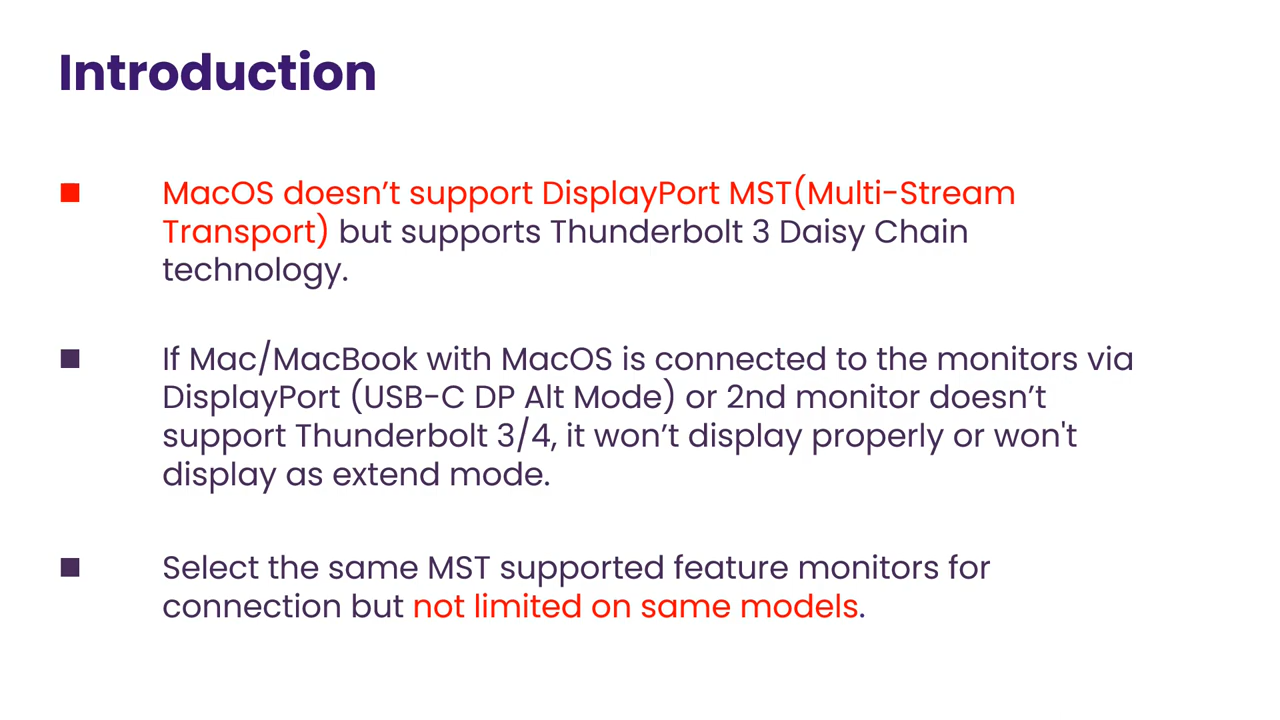 Introduction
MacOS doesn’t support DisplayPort MST(Multi-Stream
Transport) but supports Thunderbolt 3 Daisy Chain
technology.
If Mac/MacBook with MacOS is connected to the monitors via
DisplayPort (USB-C DP Alt Mode) or 2nd monitor doesn’t
support Thunderbolt 3/4, it won’t display properly or won't
display as extend mode.
Select the same MST supported feature monitors for
connection but not limited on same models.